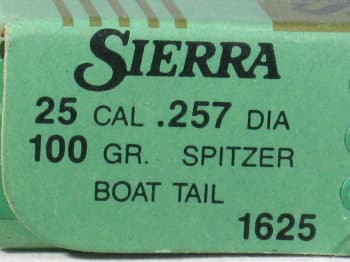 SIERRA
25 CAL .257 DIA
100 GR. SPITZER
BOAT TAIL
1625